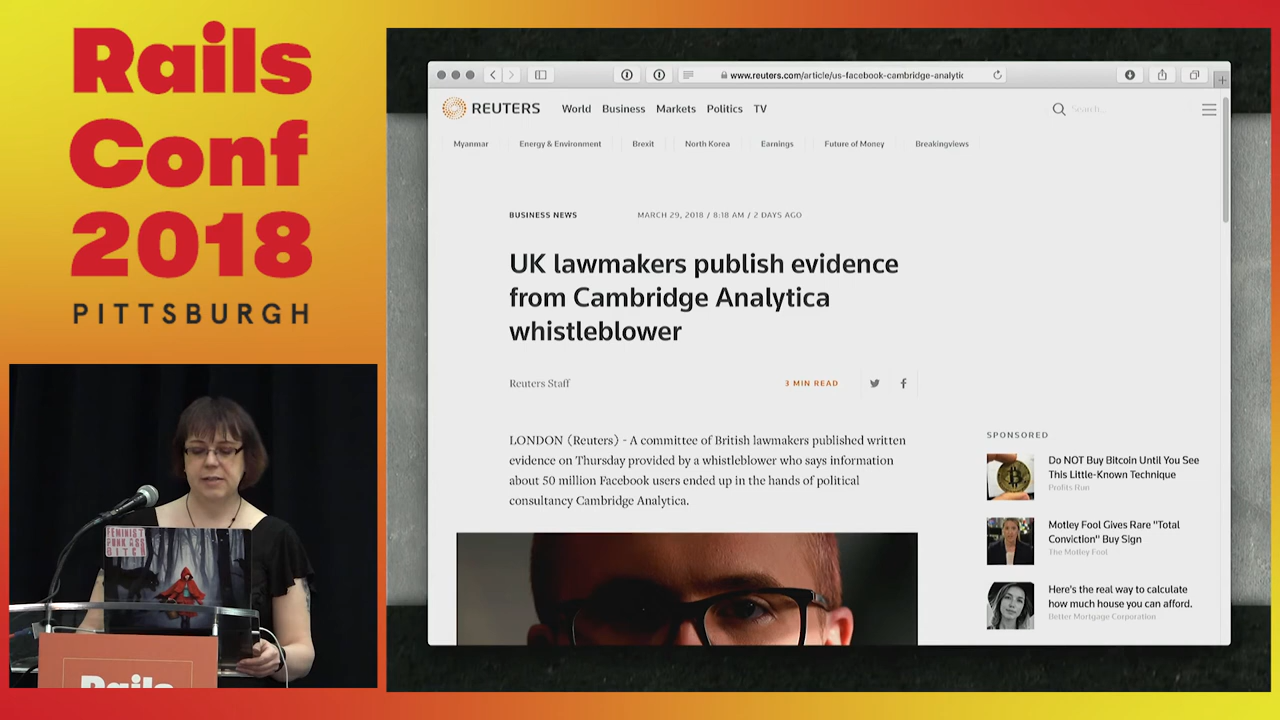 Rails
Conf
2018
PITTSBURGH
FEMINIST
PUNK ASS
BITCH
Rails
www.reuters.com/article/us-facebook-cambridge-analytic
REUTERS World Business Markets Politics TV Search...
Myanmar Energy & Environment Brexit North Korea Earnings Future of Money Breakingviews
BUSINESS NEWS MARCH 29, 2018 / 8:18 AM / 2 DAYS AGO
UK lawmakers publish evidence
from Cambridge Analytica
whistleblower
Reuters Staff 3 MIN READ
LONDON (Reuters) - A committee of British lawmakers published written
evidence on Thursday provided by a whistleblower who says information
about 50 million Facebook users ended up in the hands of political
consultancy Cambridge Analytica.
SPONSORED
Do NOT Buy Bitcoin Until You See
This Little-Known Technique
Profits Run
Motley Fool Gives Rare "Total
Conviction" Buy Sign
The Motley Fool
Here's the real way to calculate
how much house you can afford.
Better Mortgage Corporation